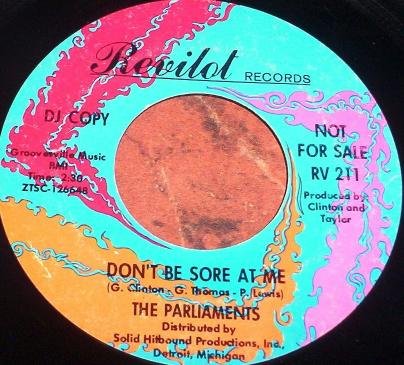 Revilot RECORDS
DJ COPY
NOT
FOR SALE
RV 211
Groovesville Music
BMI
Time: 2:30
ZTSC-126648
Produced by
Clinton and
Taylor
DON'T BE SORE AT ME
(G. Clinton - G. Thomas - P. Lewis)
THE PARLIAMENTS
Distributed by
Solid Hitbound Productions, Inc.,
Detroit, Michigan